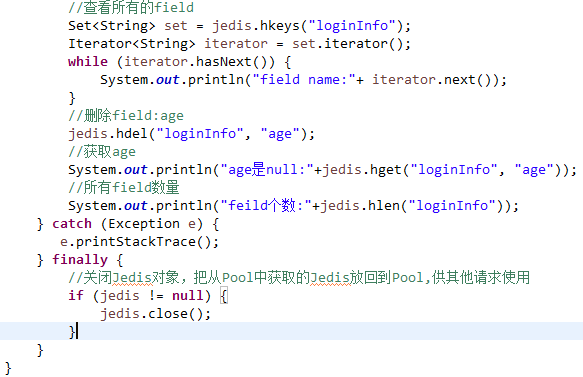 //查看所有的field
Set<String> set = jedis.hkeys("loginInfo");
Iterator<String> iterator = set.iterator();
while (iterator.hasNext()) {
System.out.println("field name:"+ iterator.next());
}
//删除field:age
jedis.hdel("loginInfo", "age");
//获取age
System.out.println("age是null:"+jedis.hget("loginInfo", "age"));
//所有field数量
System.out.println("feild个数:"+jedis.hlen("loginInfo"));
} catch (Exception e) {
e.printStackTrace();
} finally {
//关闭Jedis对象，把从Pool中获取的Jedis放回到Pool,供其他请求使用
if (jedis != null) {
jedis.close();
}
}
}